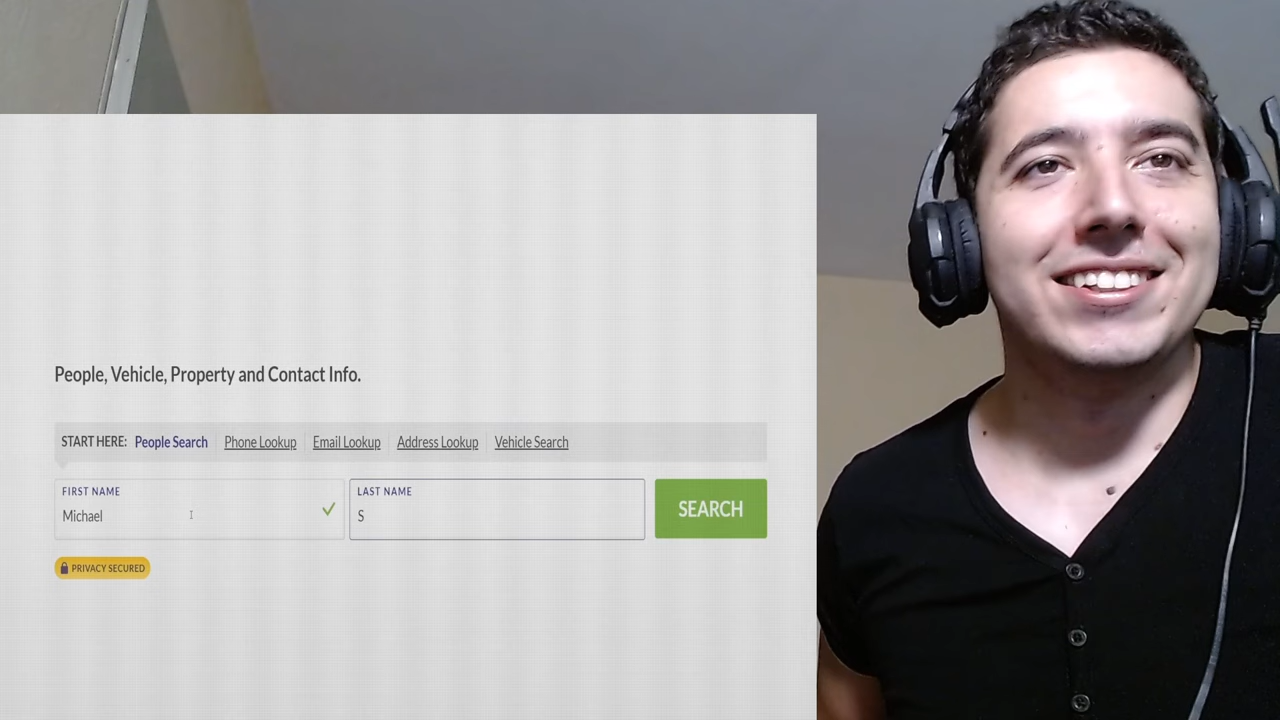 People, Vehicle, Property and Contact Info.
START HERE: People Search Phone Lookup Email Lookup Address Lookup Vehicle Search
FIRST NAME LAST NAME
Michael S SEARCH
PRIVACY SECURED